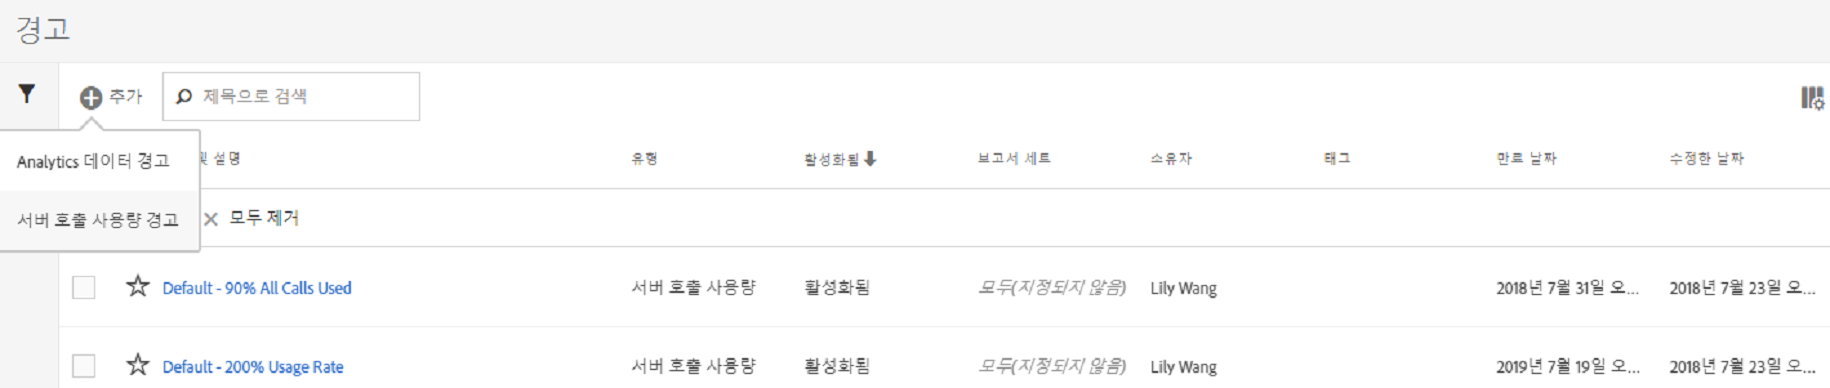 경고
추가 제목으로 검색
Analytics 데이터 경고
및 설명 유형 활성화됨 보고서 세트 소유자 태그 만료 날짜 수정한 날짜
서버 호출 사용량 경고
모두 제거
Default - 90% All Calls Used 서버 호출 사용량 활성화됨 모두(지정되지 않음) Lily Wang 2018년 7월 31일 오... 2018년 7월 23일 오...
Default - 200% Usage Rate 서버 호출 사용량 활성화됨 모두(지정되지 않음) Lily Wang 2019년 7월 19일 오... 2018년 7월 23일 오...